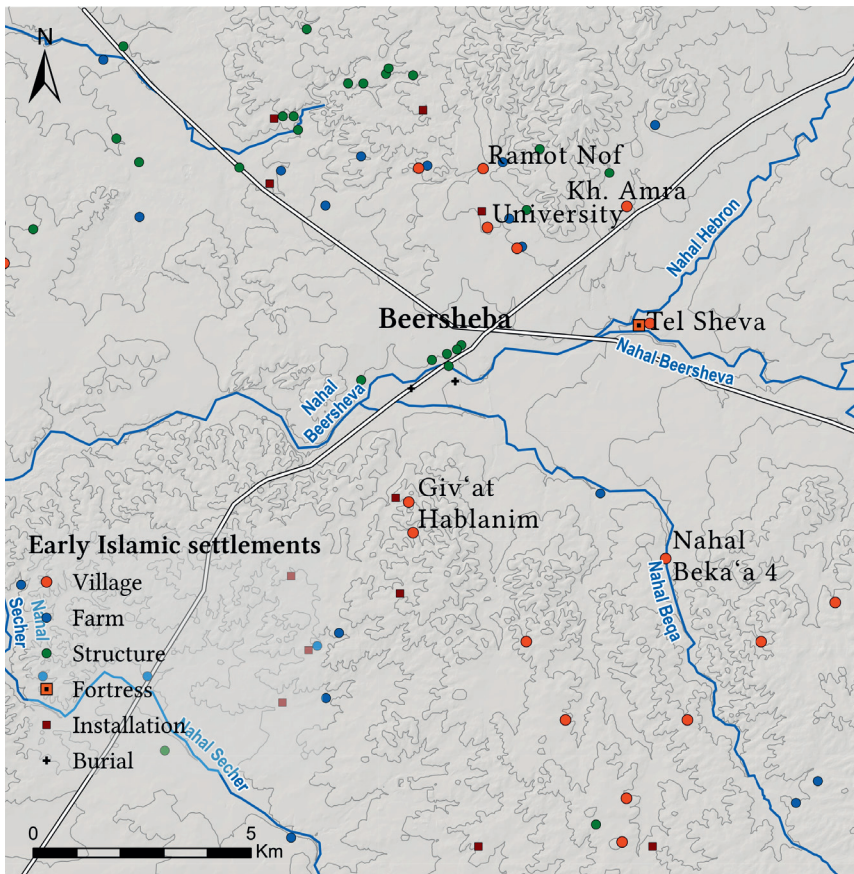 N
Ramot Nof
Kh. Amra
University
Nahal Hebron
Beersheba
Tel Sheva
Nahal Beersheva
Nahal
Beersheva
Giv‘at
Hablanim
Early Islamic settlements
Village
Farm
Structure
Fortress
Installation
Burial
Nahal
Secher
Nahal
Beka‘a 4
Nahal Beqa
Nahal Secher
0
5
Km